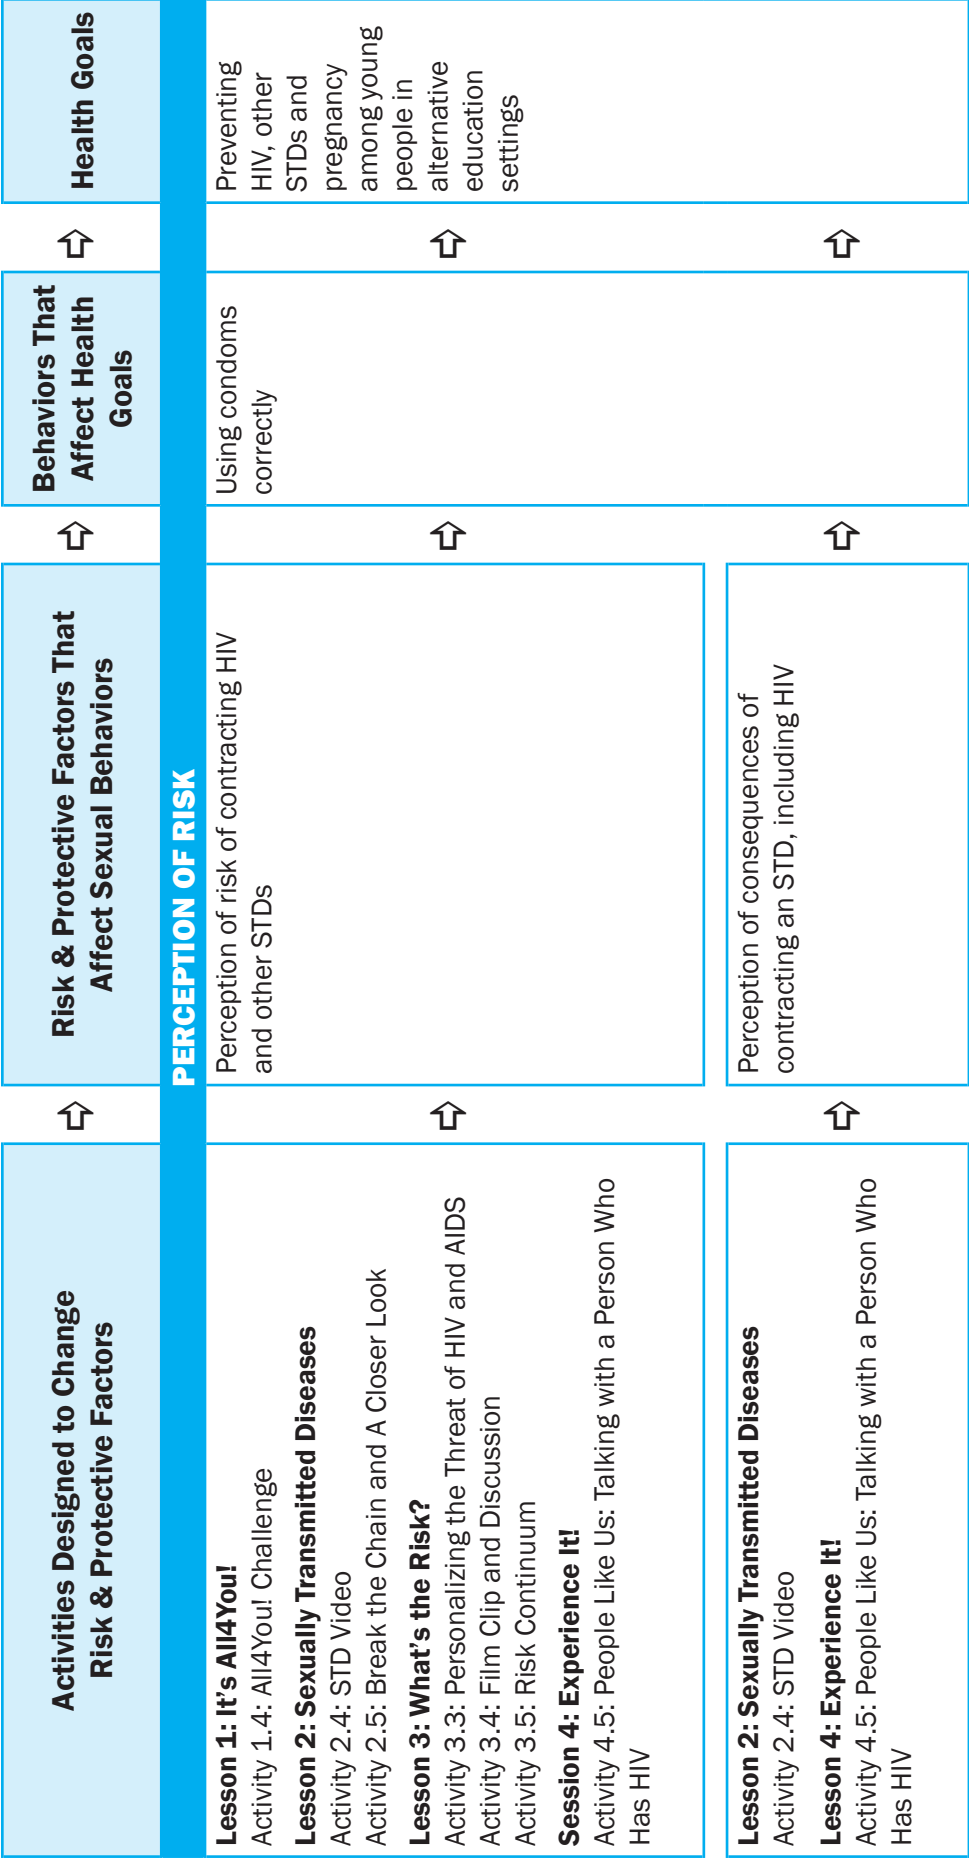 Activities Designed to Change
Risk & Protective Factors
Risk & Protective Factors That
Affect Sexual Behaviors
Behaviors That
Affect Health
Goals
Health Goals
PERCEPTION OF RISK
Lesson 1: It's All4You!
Activity 1.4: All4You! Challenge
Lesson 2: Sexually Transmitted Diseases
Activity 2.4: STD Video
Activity 2.5: Break the Chain and A Closer Look
Lesson 3: What's the Risk?
Activity 3.3: Personalizing the Threat of HIV and AIDS
Activity 3.4: Film Clip and Discussion
Activity 3.5: Risk Continuum
Session 4: Experience It!
Activity 4.5: People Like Us: Talking with a Person Who
Has HIV
Perception of risk of contracting HIV
and other STDs
Using condoms
correctly
Preventing
HIV, other
STDs and
pregnancy
among young
people in
alternative
education
settings
Lesson 2: Sexually Transmitted Diseases
Activity 2.4: STD Video
Lesson 4: Experience It!
Activity 4.5: People Like Us: Talking with a Person Who
Has HIV
Perception of consequences of
contracting an STD, including HIV